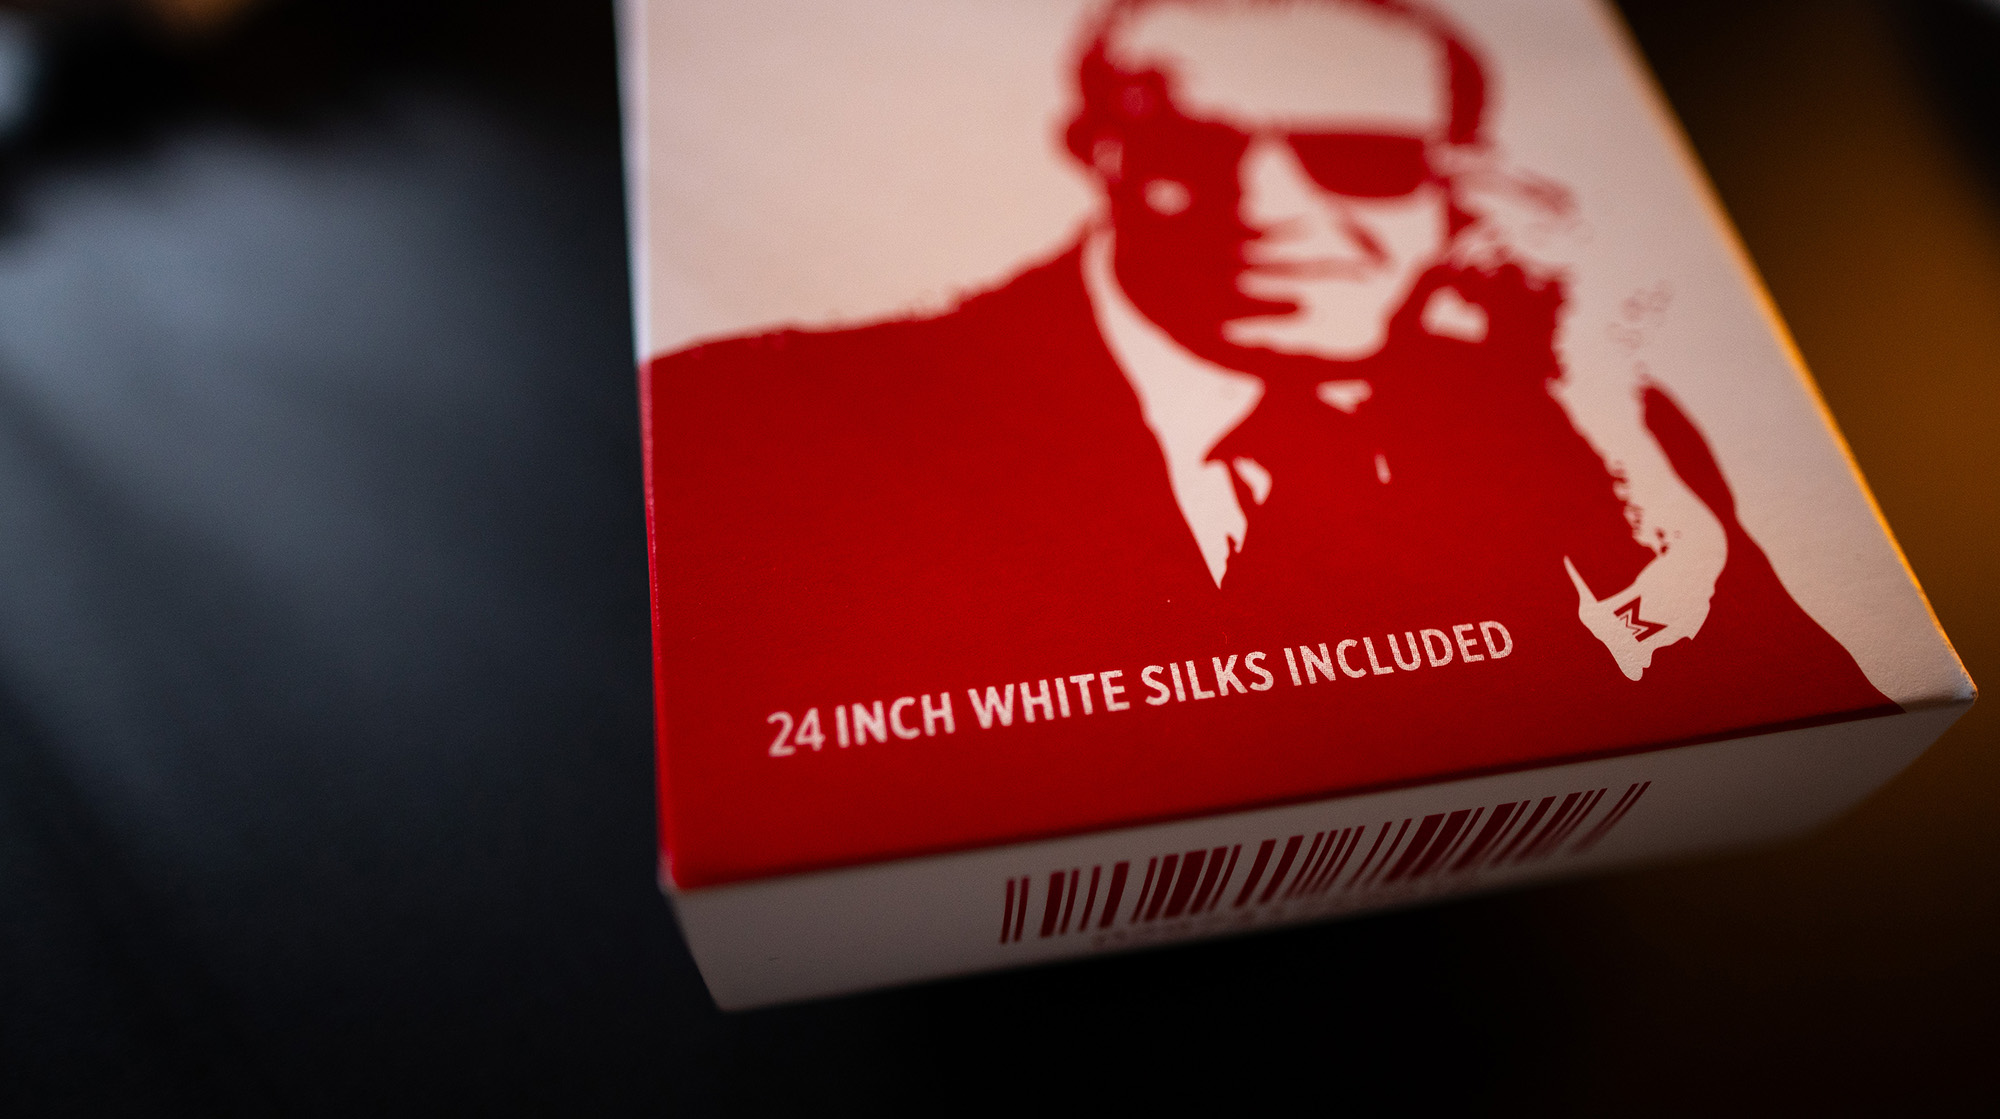 24 INCH WHITE SILKS INCLUDED